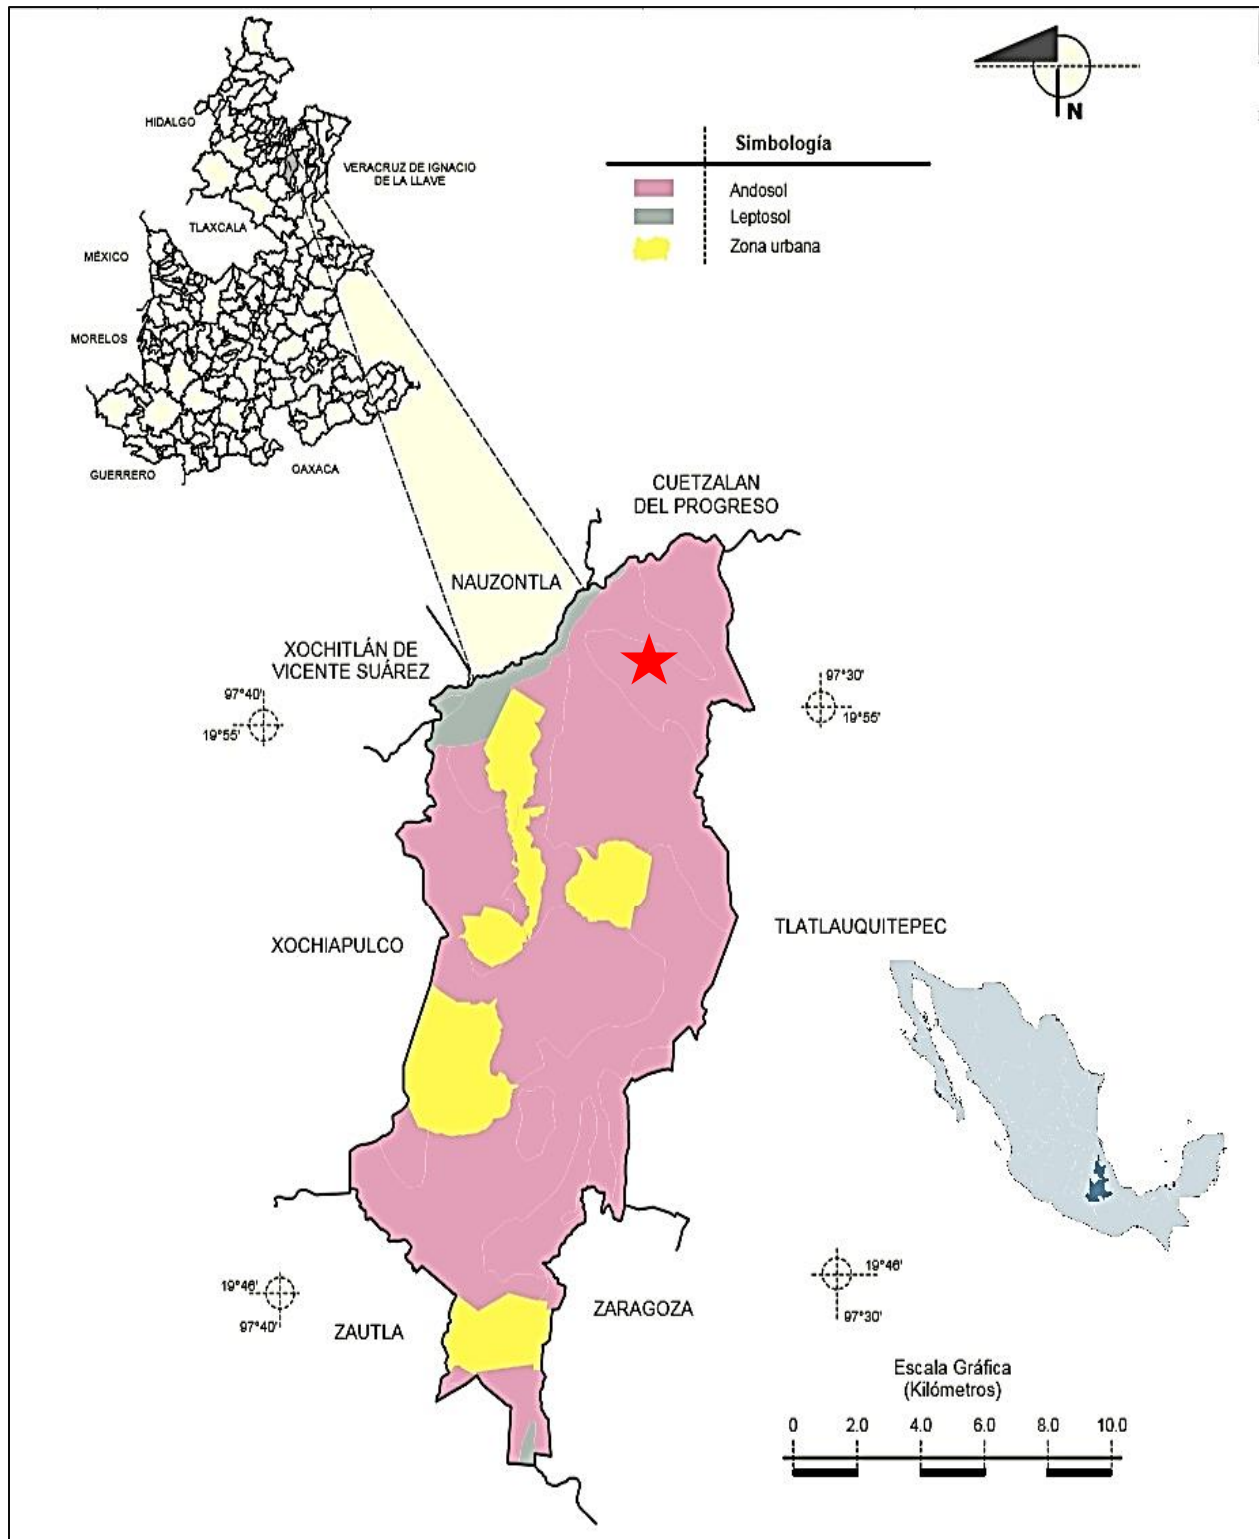 N
Simbología
Andosol
Leptosol
Zona urbana
HIDALGO
VERACRUZ DE IGNACIO
DE LA LLAVE
TLAXCALA
MÉXICO
MORELOS
GUERRERO
OAXACA
CUETZALAN
DEL PROGRESO
NAUZONTLA
XOCHITLÁN DE
VICENTE SUÁREZ
97°40'
19°55'
97°30'
19°55'
XOCHIAPULCO
TLATLAUQUITEPEC
19°46'
97°40'
19°46'
97°30'
ZAUTLA
ZARAGOZA
Escala Gráfica
(Kilómetros)
0 2.0 4.0 6.0 8.0 10.0